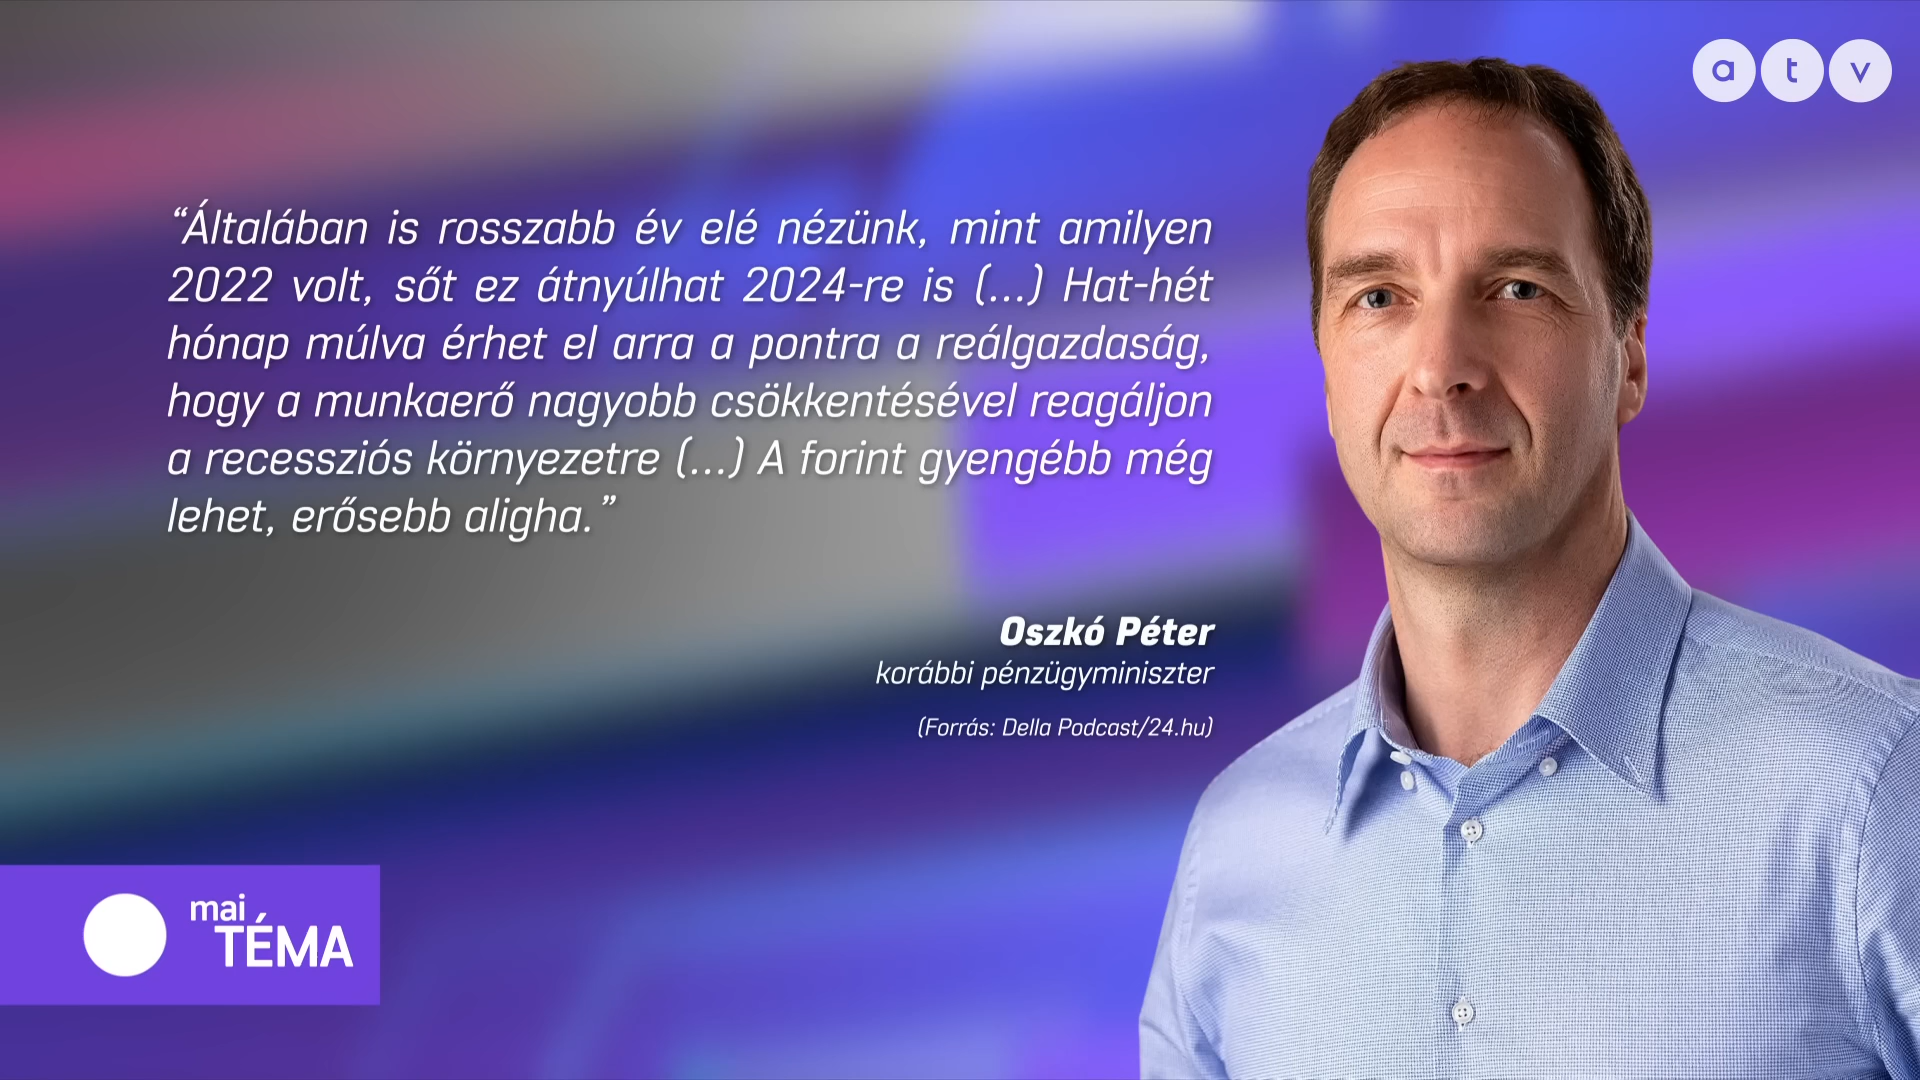 atv
“Általában is rosszabb év elé nézünk, mint amilyen
2022 volt, sőt ez átnyúlhat 2024-re is (...) Hat-hét
hónap múlva érhet el arra a pontra a reálgazdaság,
hogy a munkaerő nagyobb csökkentésével reagáljon
a recessziós környezetre (...) A forint gyengébb még
lehet, erősebb aligha.”
Oszkó Péter
korábbi pénzügyminiszter
(Forrás: Della Podcast/24.hu)
mai
TÉMA